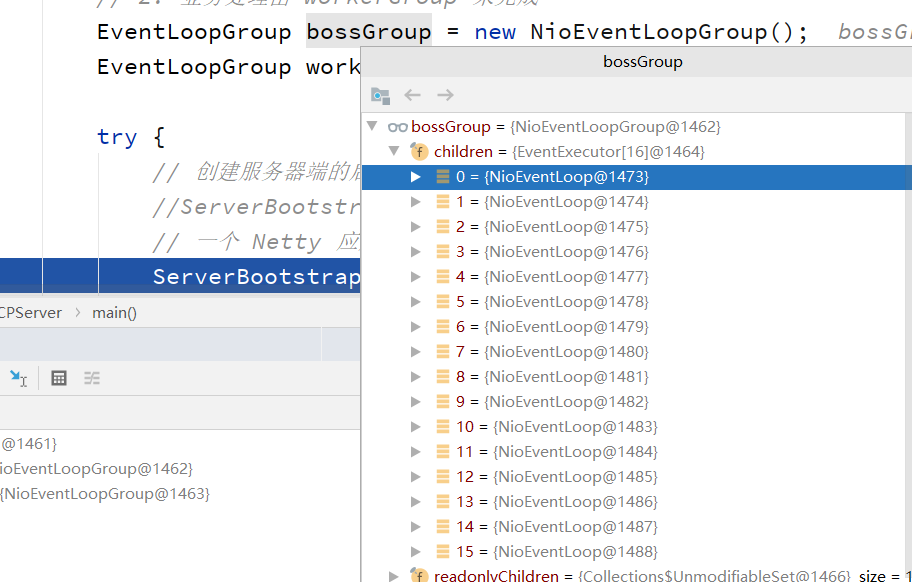 // 2. 业务处理由 workerGroup 来完成
EventLoopGroup bossGroup = new NioEventLoopGroup(); bossG
EventLoopGroup work
bossGroup
try {
// 创建服务器端的
//ServerBootstr
// 一个 Netty 应
ServerBootstrap
CPServer > main()
@1461}
ioEventLoopGroup@1462}
{NioEventLoopGroup@1463}
bossGroup = {NioEventLoopGroup@1462}
children = {EventExecutor[16]@1464}
0 = {NioEventLoop@1473}
1 = {NioEventLoop@1474}
2 = {NioEventLoop@1475}
3 = {NioEventLoop@1476}
4 = {NioEventLoop@1477}
5 = {NioEventLoop@1478}
6 = {NioEventLoop@1479}
7 = {NioEventLoop@1480}
8 = {NioEventLoop@1481}
9 = {NioEventLoop@1482}
10 = {NioEventLoop@1483}
11 = {NioEventLoop@1484}
12 = {NioEventLoop@1485}
13 = {NioEventLoop@1486}
14 = {NioEventLoop@1487}
15 = {NioEventLoop@1488}
readonlyChildren = {Collections$UnmodifiableSet@1466} size = 1